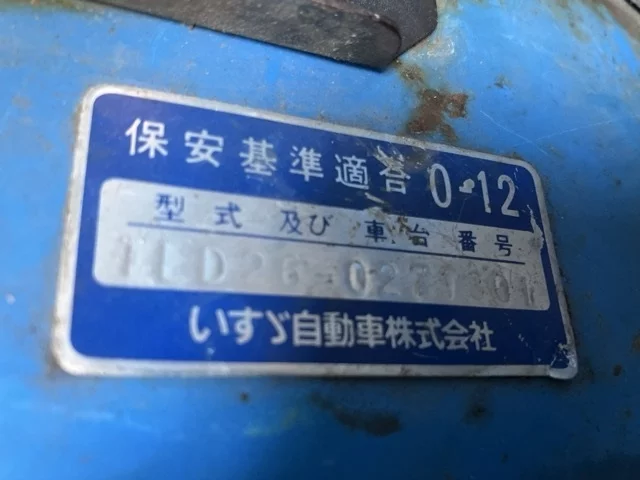 保安基準適合 0-12
型式及び車台番号
いすゞ自動車株式会社